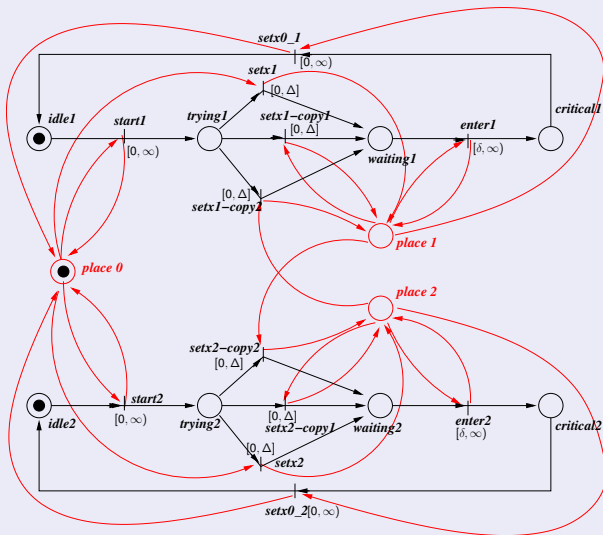 setx0_1
[0, ∞)
setx1
[0, Δ]
idle1
start1
trying1
setx1−copy1
[0, Δ]
enter1
critical1
[0, ∞)
waiting1
[δ, ∞)
[0, Δ]
setx1−copy2
place 1
place 0
place 2
setx2−copy2
[0, Δ]
start2
idle2
[0, ∞)
trying2
[0, Δ]
setx2−copy1
waiting2
enter2
[δ, ∞)
critical2
[0, Δ]
setx2
setx0_2[0, ∞)